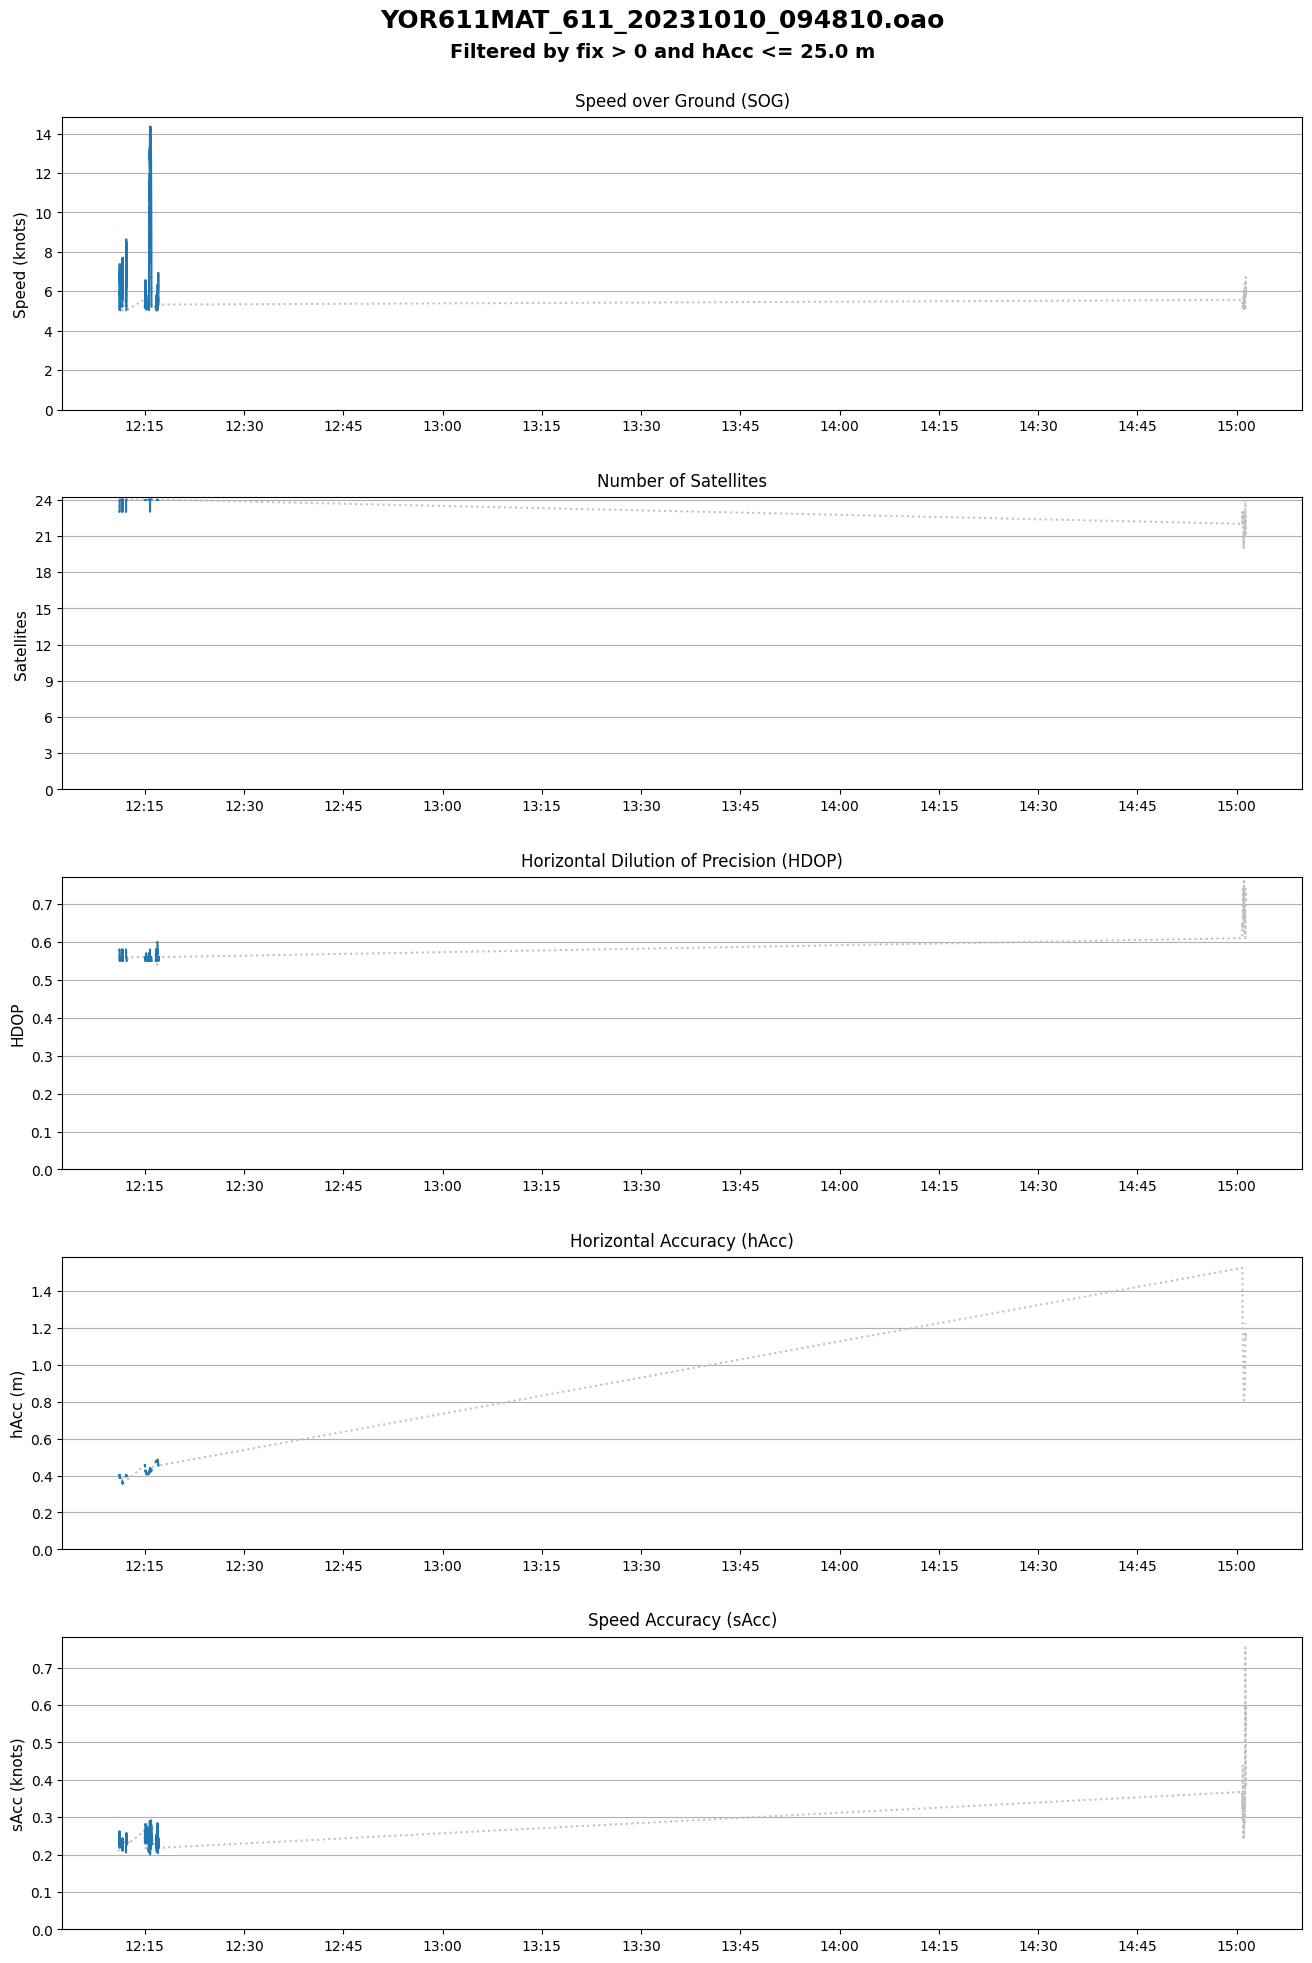 YOR611MAT_611_20231010_094810.oao
Filtered by fix > 0 and hAcc <= 25.0 m
Speed over Ground (SOG)
Speed (knots)
14
12
10
8
6
4
2
0
12:15 12:30 12:45 13:00 13:15 13:30 13:45 14:00 14:15 14:30 14:45 15:00
Number of Satellites
Satellites
24
21
18
15
12
9
6
3
0
12:15 12:30 12:45 13:00 13:15 13:30 13:45 14:00 14:15 14:30 14:45 15:00
Horizontal Dilution of Precision (HDOP)
HDOP
0.7
0.6
0.5
0.4
0.3
0.2
0.1
0.0
12:15 12:30 12:45 13:00 13:15 13:30 13:45 14:00 14:15 14:30 14:45 15:00
Horizontal Accuracy (hAcc)
hAcc (m)
1.4
1.2
1.0
0.8
0.6
0.4
0.2
0.0
12:15 12:30 12:45 13:00 13:15 13:30 13:45 14:00 14:15 14:30 14:45 15:00
Speed Accuracy (sAcc)
sAcc (knots)
0.7
0.6
0.5
0.4
0.3
0.2
0.1
0.0
12:15 12:30 12:45 13:00 13:15 13:30 13:45 14:00 14:15 14:30 14:45 15:00